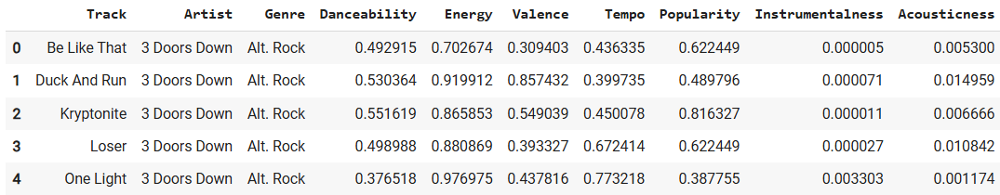 Track Artist Genre Danceability Energy Valence Tempo Popularity Instrumentalness Acousticness
0 Be Like That 3 Doors Down Alt. Rock 0.492915 0.702674 0.309403 0.436335 0.622449 0.000005 0.005300
1 Duck And Run 3 Doors Down Alt. Rock 0.530364 0.919912 0.857432 0.399735 0.489796 0.000071 0.014959
2 Kryptonite 3 Doors Down Alt. Rock 0.551619 0.865853 0.549039 0.450078 0.816327 0.000011 0.006666
3 Loser 3 Doors Down Alt. Rock 0.498988 0.880869 0.393327 0.672414 0.622449 0.000027 0.010842
4 One Light 3 Doors Down Alt. Rock 0.376518 0.976975 0.437816 0.773218 0.387755 0.003303 0.001174